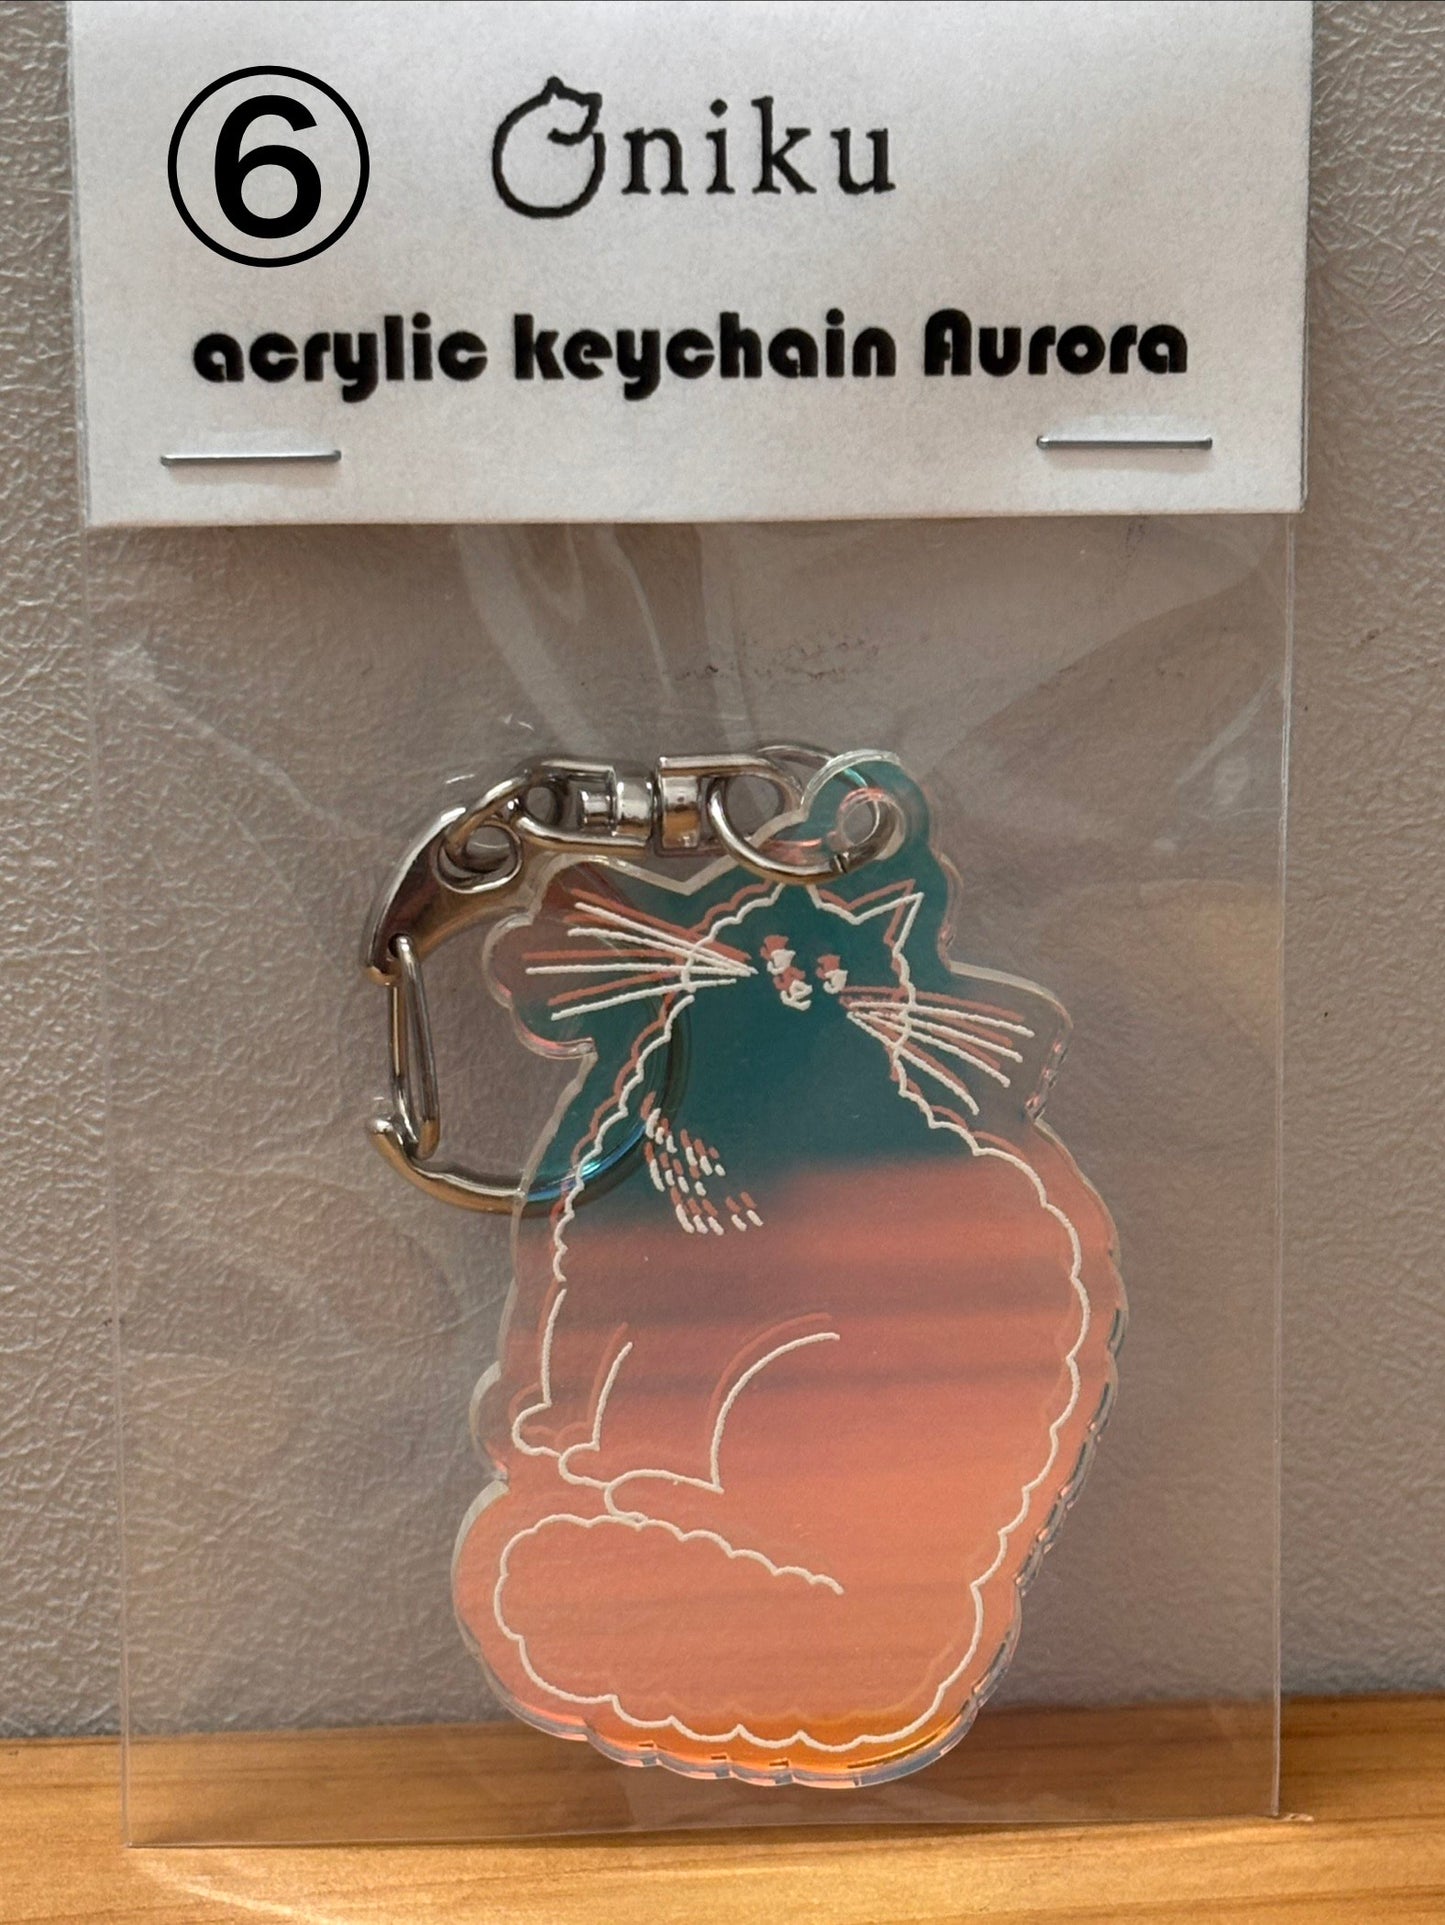 ⑥
Oniku
acrylic keychain Aurora